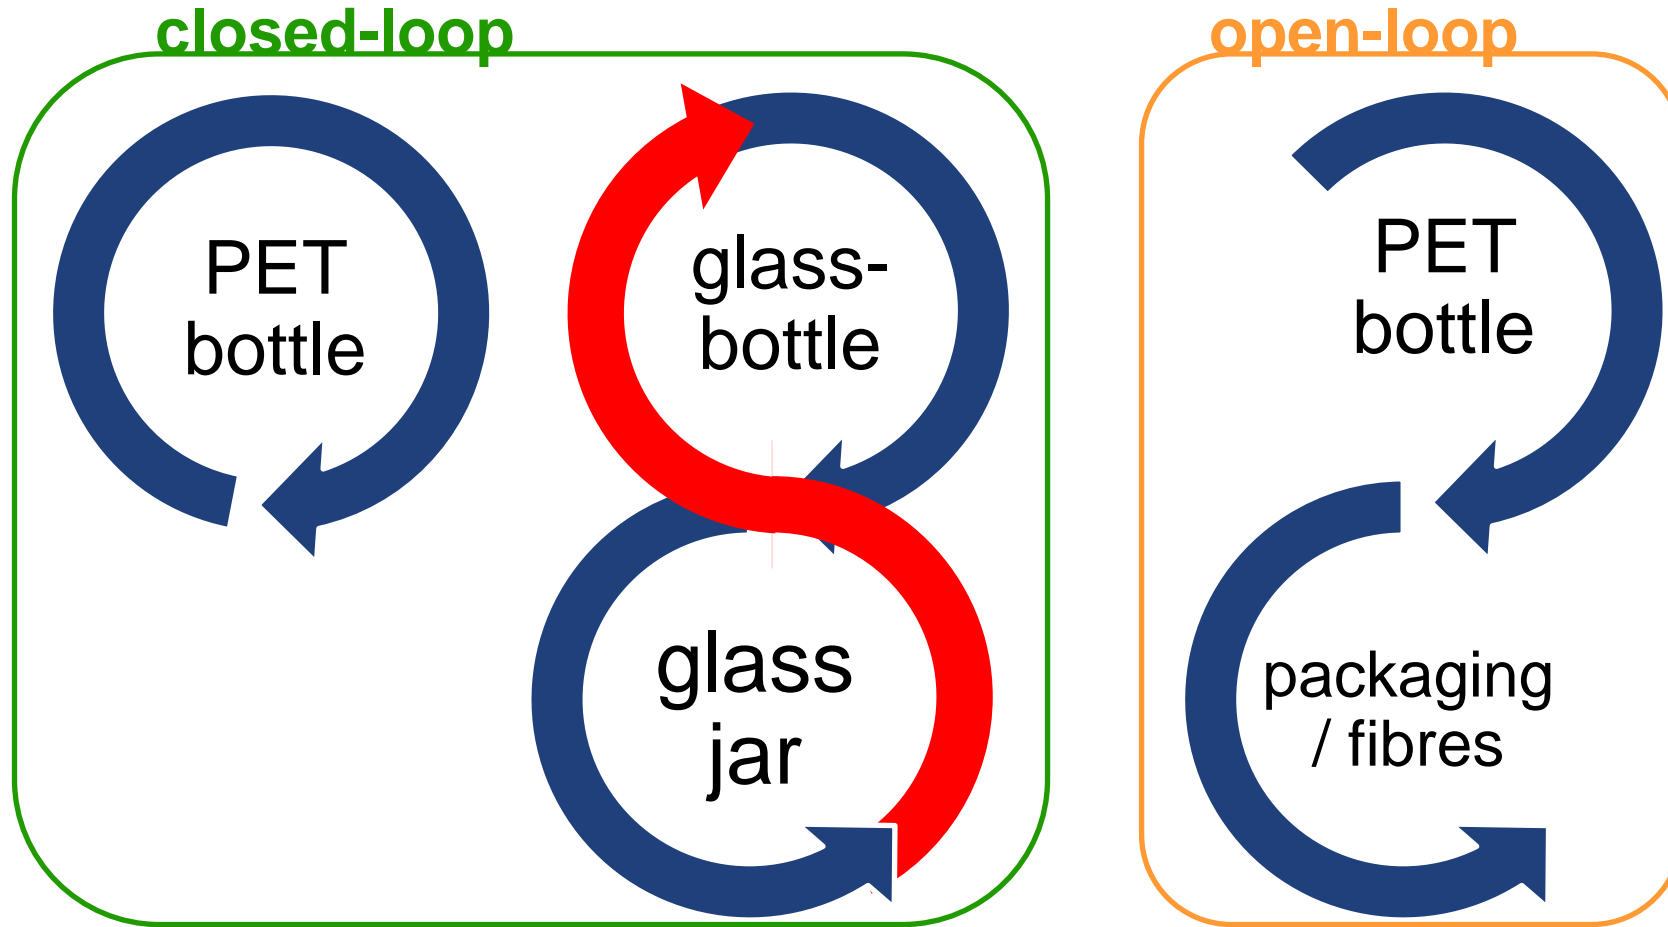 closed-loop
open-loop
PET
bottle
glass-
bottle
PET
bottle
glass
jar
packaging
/ fibres